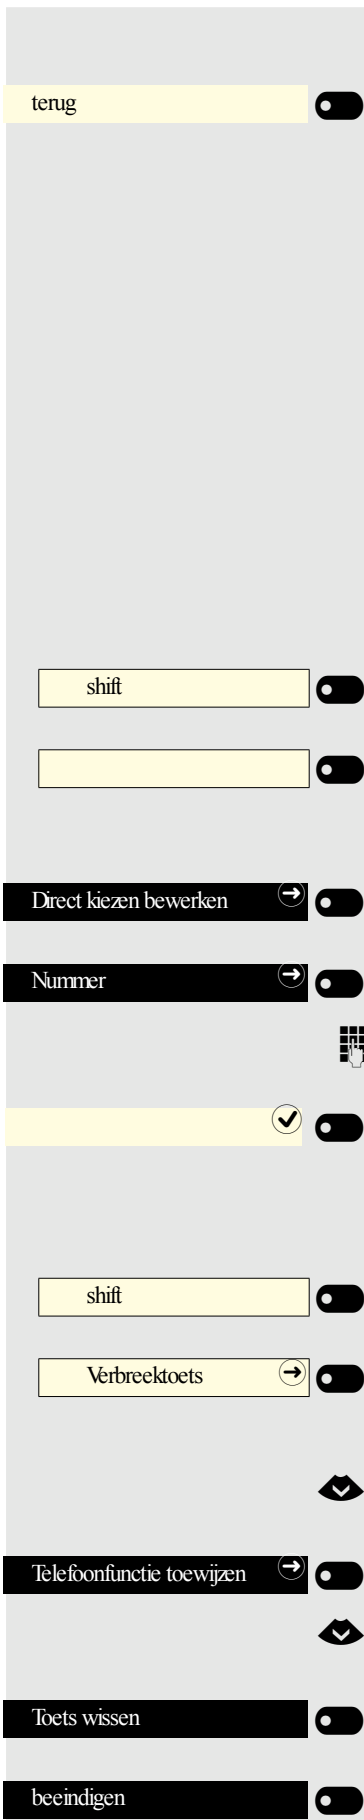 terug
shift
Direct kiezen bewerken
Nummer
shift
Verbreektoets
Telefoonfunctie toewijzen
Toets wissen
beeindigen